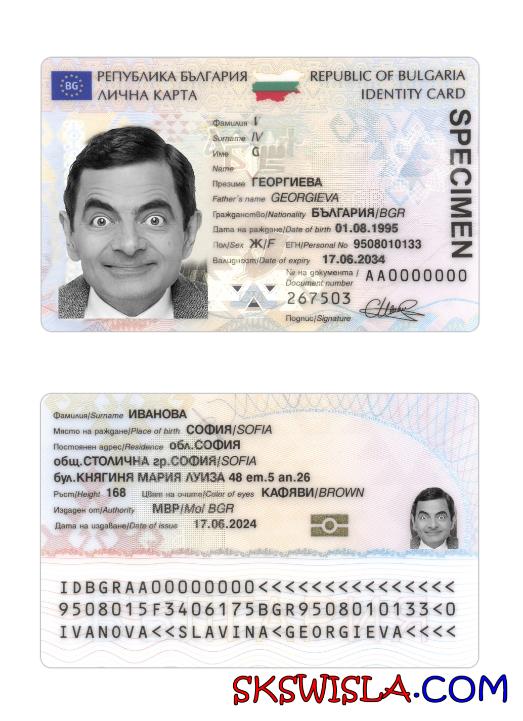 BG РЕПУБЛИКА БЪЛГАРИЯ REPUBLIC OF BULGARIA
ЛИЧНА КАРТА IDENTITY CARD
SPECIMEN
Фамилия I
Surname IV
Име G
Name
Презиме ГЕОРГИЕВА
Father's name GEORGIEVA
Гражданство/Nationality БЪЛГАРИЯ/BGR
Дата на раждане/Date of birth 01.08.1995
Пол/Sex Ж/F ЕГН/Personal No 9508010133
Валидност/Date of expiry 17.06.2034
№ на документа / AA0000000
Document number
267503
Подпис/Signature
Фамилия/Surname ИВАНОВА
Място на раждане/Place of birth СОФИЯ/SOFIA
Постоянен адрес/Residence обл.СОФИЯ
общ.СТОЛИЧНА гр.СОФИЯ/SOFIA
бул.КНЯГИНЯ МАРИЯ ЛУИЗА 48 ет.5 ап.26
Ръст/Height 168 Цвят на очите/Color of eyes КАФЯВИ/BROWN
Издаден от/Authority МВР/MoI BGR
Дата на издаване/Date of issue 17.06.2024
IDBGRAA00000000<<<<<<<<<<<<<<<
9508015F3406175BGR9508010133<0
IVANOVA<<SLAVINA<GEORGIEVA<<<<
SKSWISLA.COM